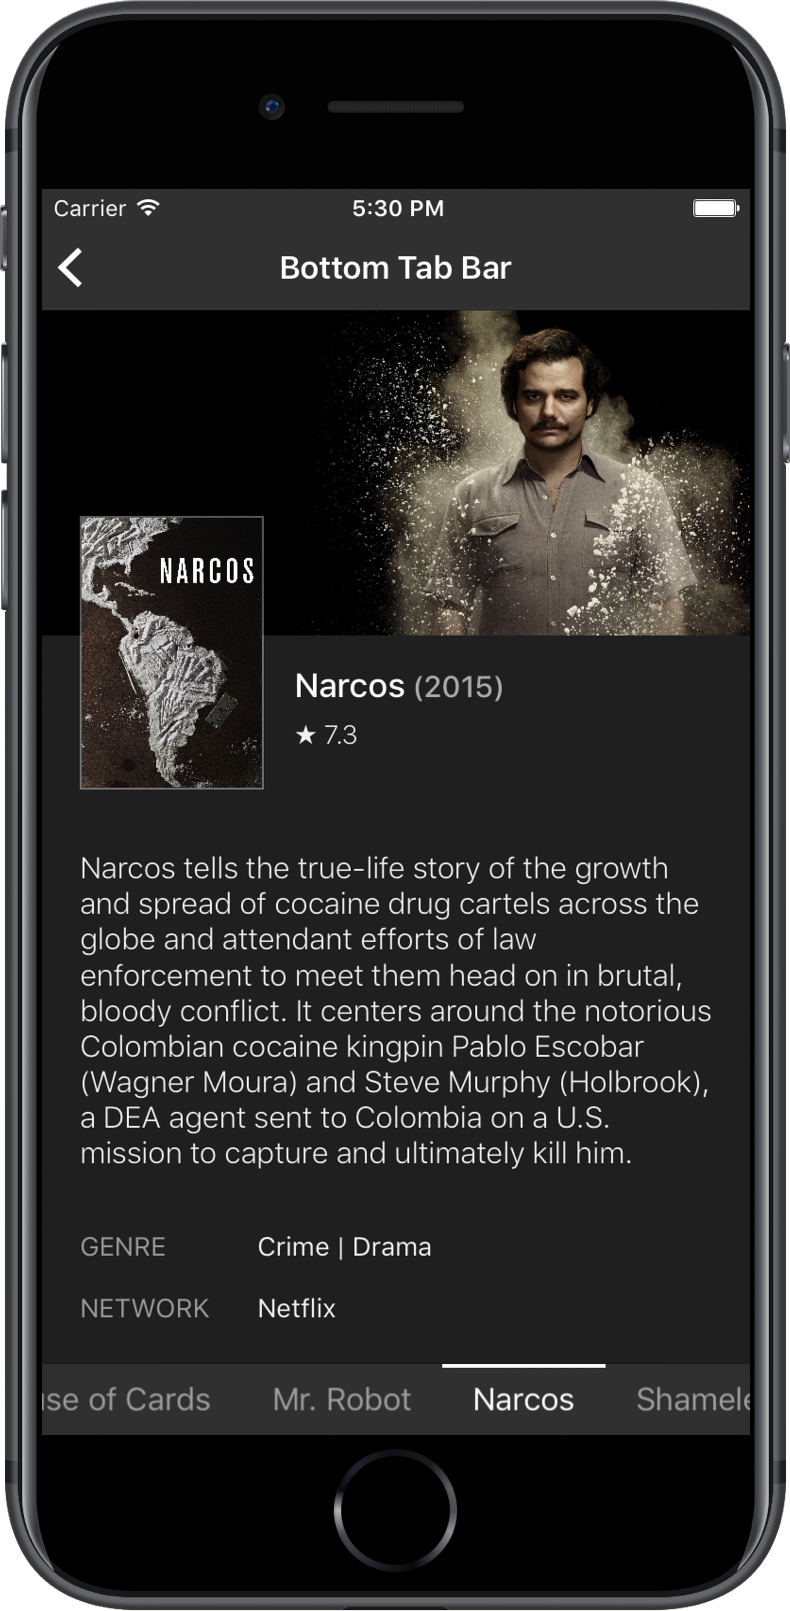 Carrier
5:30 PM
Bottom Tab Bar
NARCOS
Narcos (2015)
★ 7.3
Narcos tells the true-life story of the growth
and spread of cocaine drug cartels across the
globe and attendant efforts of law
enforcement to meet them head on in brutal,
bloody conflict. It centers around the notorious
Colombian cocaine kingpin Pablo Escobar
(Wagner Moura) and Steve Murphy (Holbrook),
a DEA agent sent to Colombia on a U.S.
mission to capture and ultimately kill him.
GENRE Crime | Drama
NETWORK Netflix
use of Cards Mr. Robot Narcos Shamele